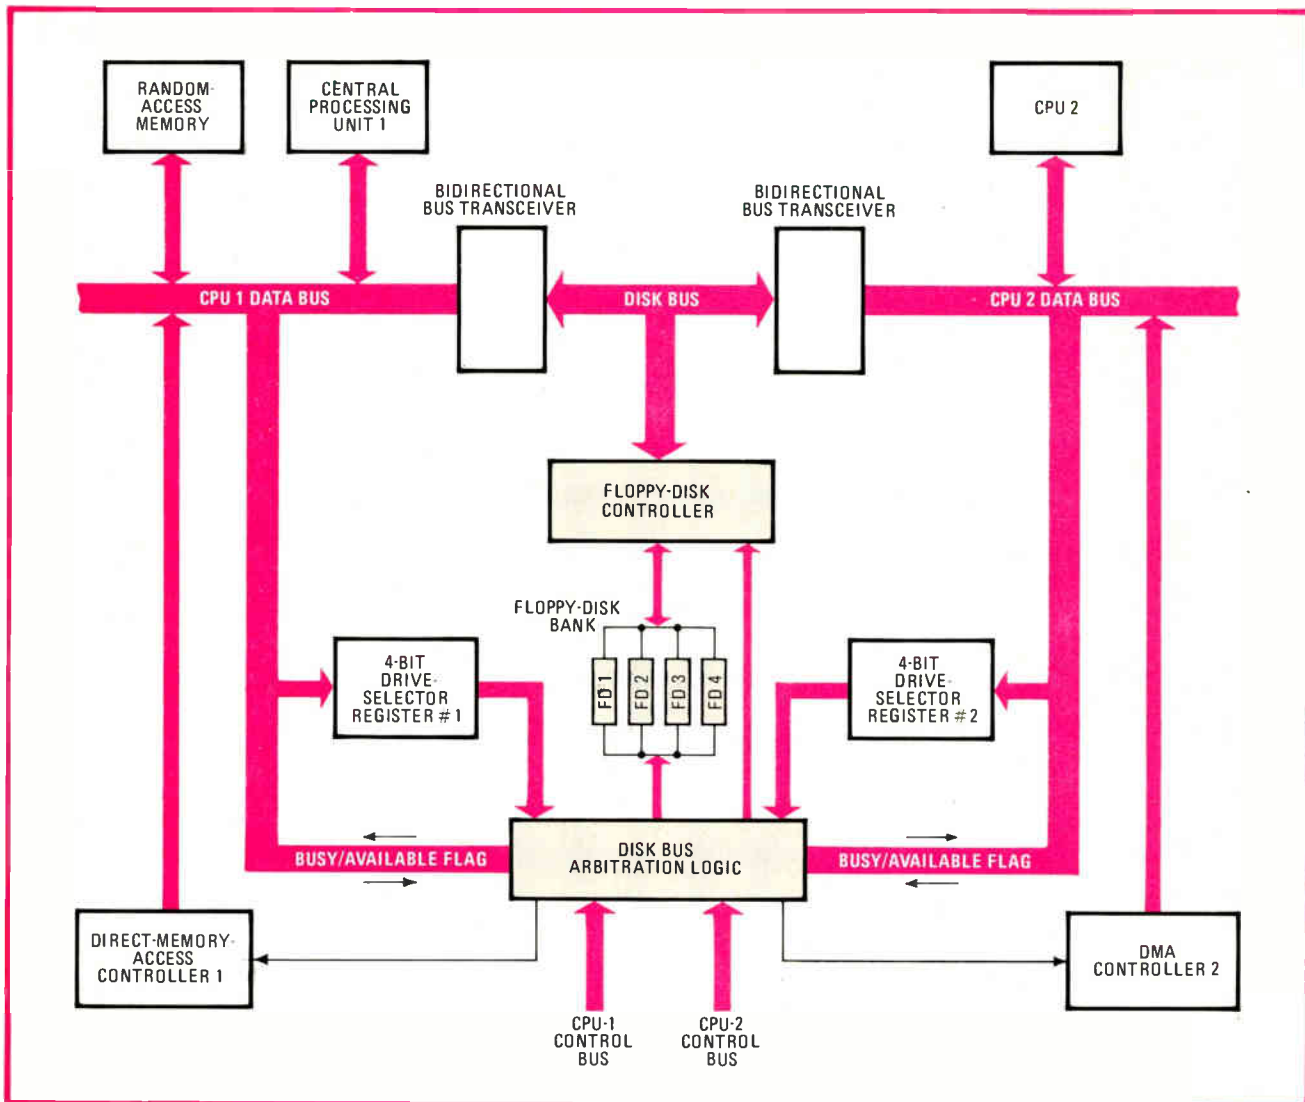 RANDOM-
ACCESS
MEMORY
CENTRAL
PROCESSING
UNIT 1
CPU 2
BIDIRECTIONAL
BUS TRANSCEIVER
BIDIRECTIONAL
BUS TRANSCEIVER
CPU 1 DATA BUS
DISK BUS
CPU 2 DATA BUS
FLOPPY-DISK
CONTROLLER
FLOPPY-DISK
BANK
FD 1
FD 2
FD 3
FD 4
4-BIT
DRIVE-
SELECTOR
REGISTER #1
4-BIT
DRIVE-
SELECTOR
REGISTER #2
BUSY/AVAILABLE FLAG
DISK BUS
ARBITRATION LOGIC
BUSY/AVAILABLE FLAG
DIRECT-MEMORY-
ACCESS
CONTROLLER 1
DMA
CONTROLLER 2
CPU-1
CONTROL
BUS
CPU-2
CONTROL
BUS